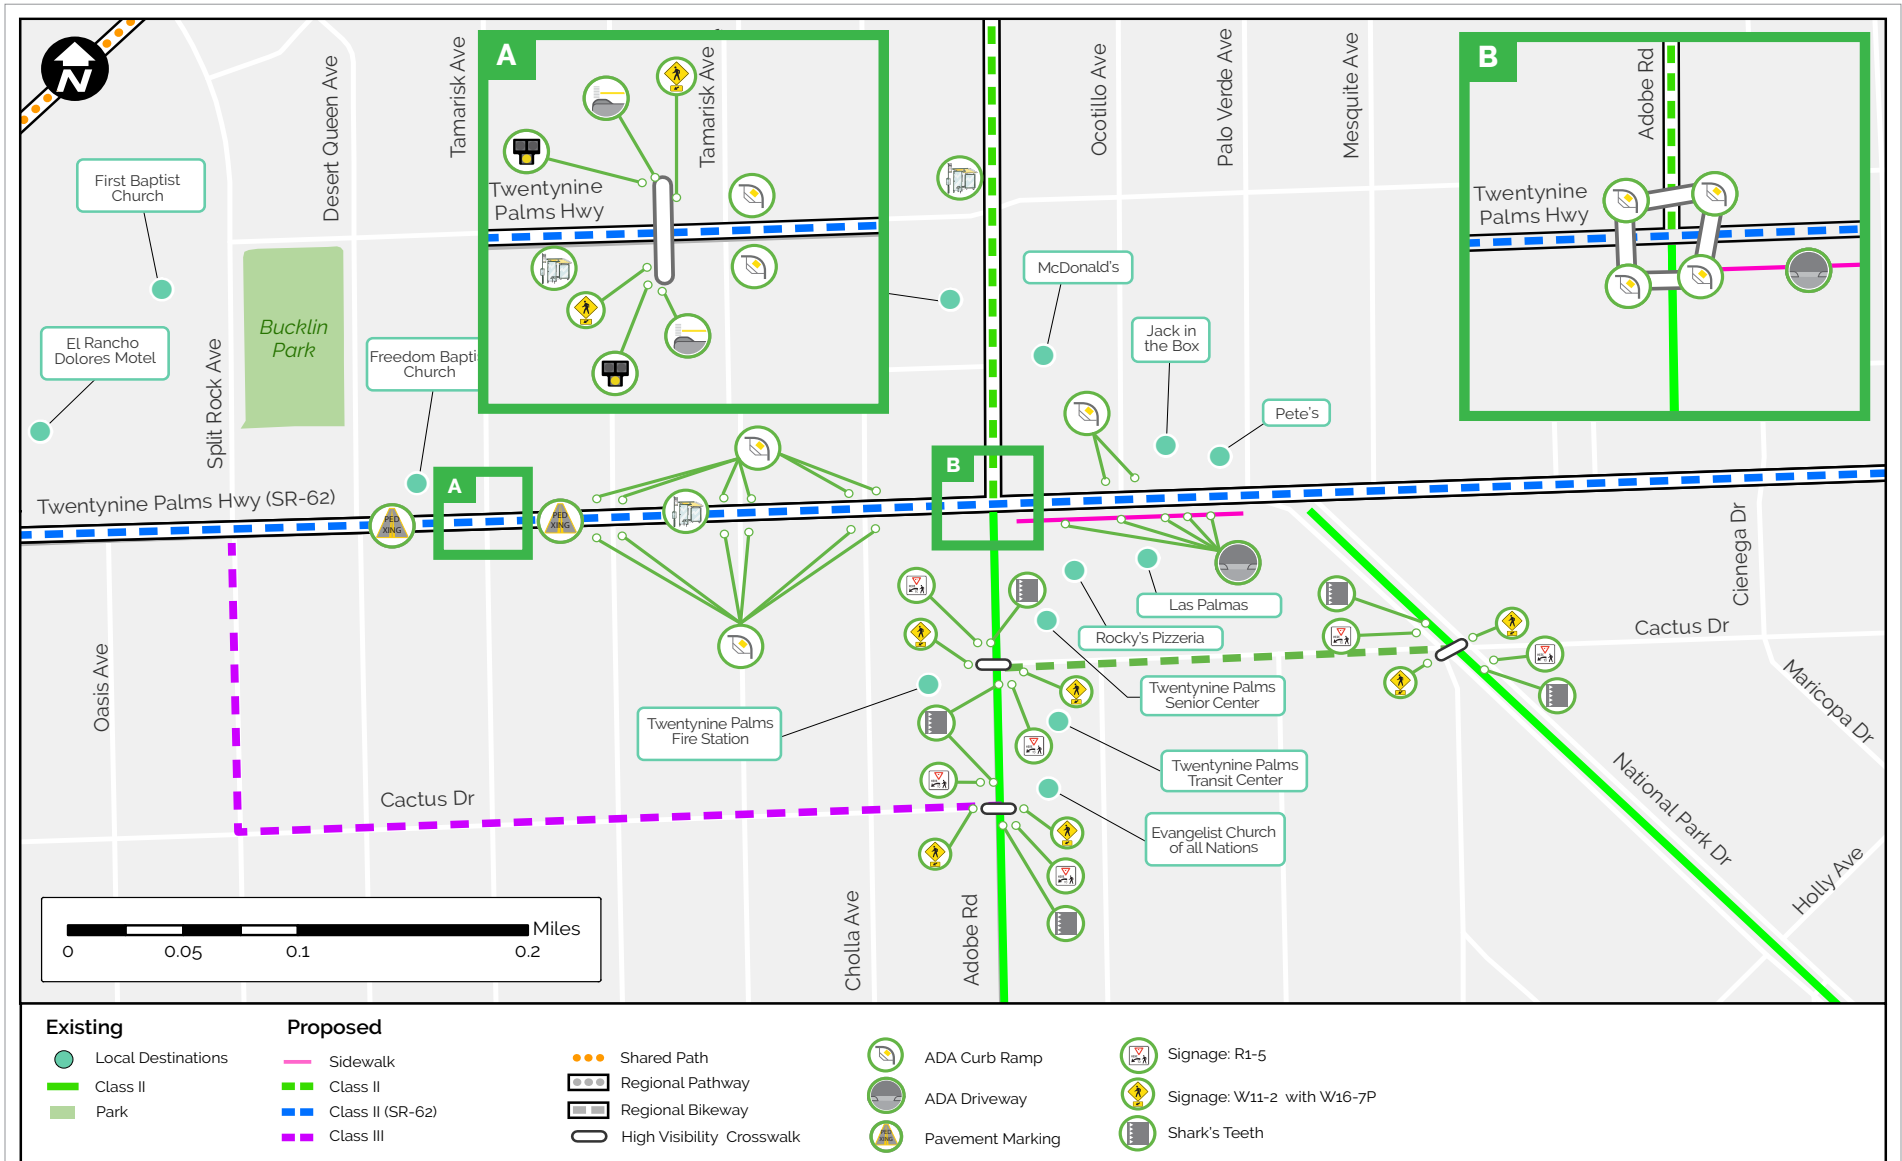 N
First Baptist
Church
El Rancho
Dolores Motel
Split Rock Ave
Desert Queen Ave
Bucklin
Park
Freedom Bapti
Church
Tamarisk Ave
A
Tamarisk Ave
Twentynine
Palms Hwy
Ocotillo Ave
Palo Verde Ave
Mesquite Ave
McDonald's
Jack in
the Box
Pete's
B
Adobe Rd
Twentynine
Palms Hwy
Twentynine Palms Hwy (SR-62)
PED
XING
A
PED
XING
B
Las Palmas
Rocky's Pizzeria
Twentynine Palms
Senior Center
Twentynine Palms
Fire Station
Twentynine Palms
Transit Center
Evangelist Church
of all Nations
Oasis Ave
Cactus Dr
Cholla Ave
Adobe Rd
Cactus Dr
Cienega Dr
Maricopa Dr
National Park Dr
Holly Ave
Miles
0 0.05 0.1 0.2
Existing
Local Destinations
Class II
Park
Proposed
Sidewalk
Class II
Class II (SR-62)
Class III
Shared Path
Regional Pathway
Regional Bikeway
High Visibility Crosswalk
ADA Curb Ramp
ADA Driveway
PED
XING
Pavement Marking
Signage: R1-5
Signage: W11-2 with W16-7P
Shark's Teeth